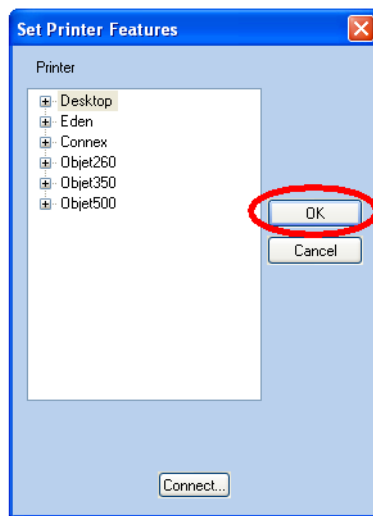 Set Printer Features
Printer
Desktop
Eden
Connex
Objet260
Objet350
Objet500
OK
Cancel
Connect...